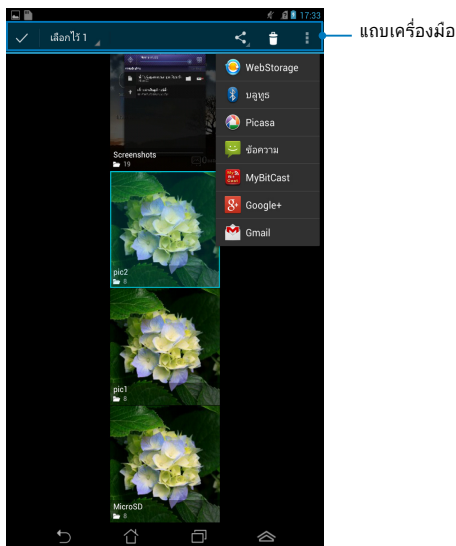 17:33
เลือกไว้ 1
แถบเครื่องมือ
WebStorage
บลูทูธ
Picasa
ข้อความ
MyBitCast
Google+
Gmail
Screenshots
19
pic2
8
pic1
8
MicroSD
8